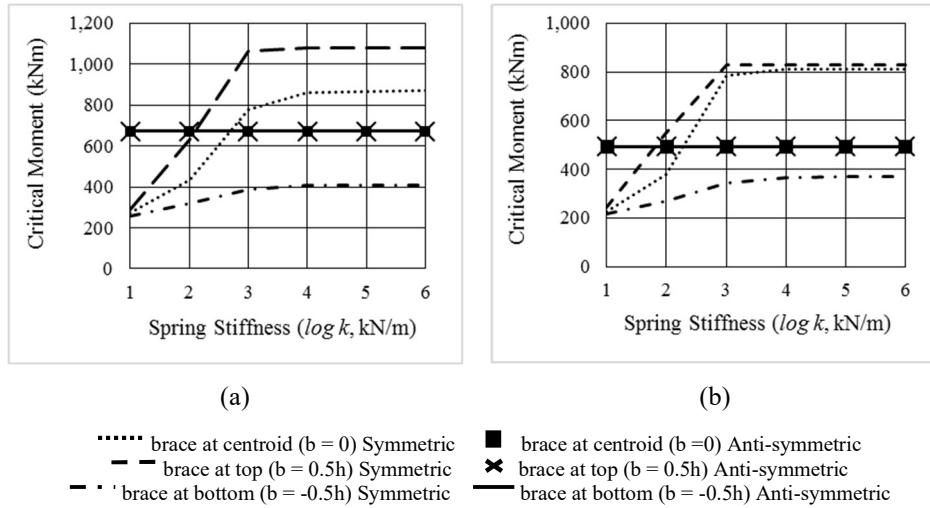 1,200
1,000
800
600
400
200
0
Critical Moment (kNm)
1 2 3 4 5 6
Spring Stiffness (log k, kN/m)
1,000
800
600
400
200
0
Critical Moment (kNm)
1 2 3 4 5 6
Spring Stiffness (log k, kN/m)
(a)
(b)
brace at centroid (b = 0) Symmetric
brace at top (b = 0.5h) Symmetric
brace at bottom (b = -0.5h) Symmetric
brace at centroid (b =0) Anti-symmetric
brace at top (b = 0.5h) Anti-symmetric
brace at bottom (b = -0.5h) Anti-symmetric